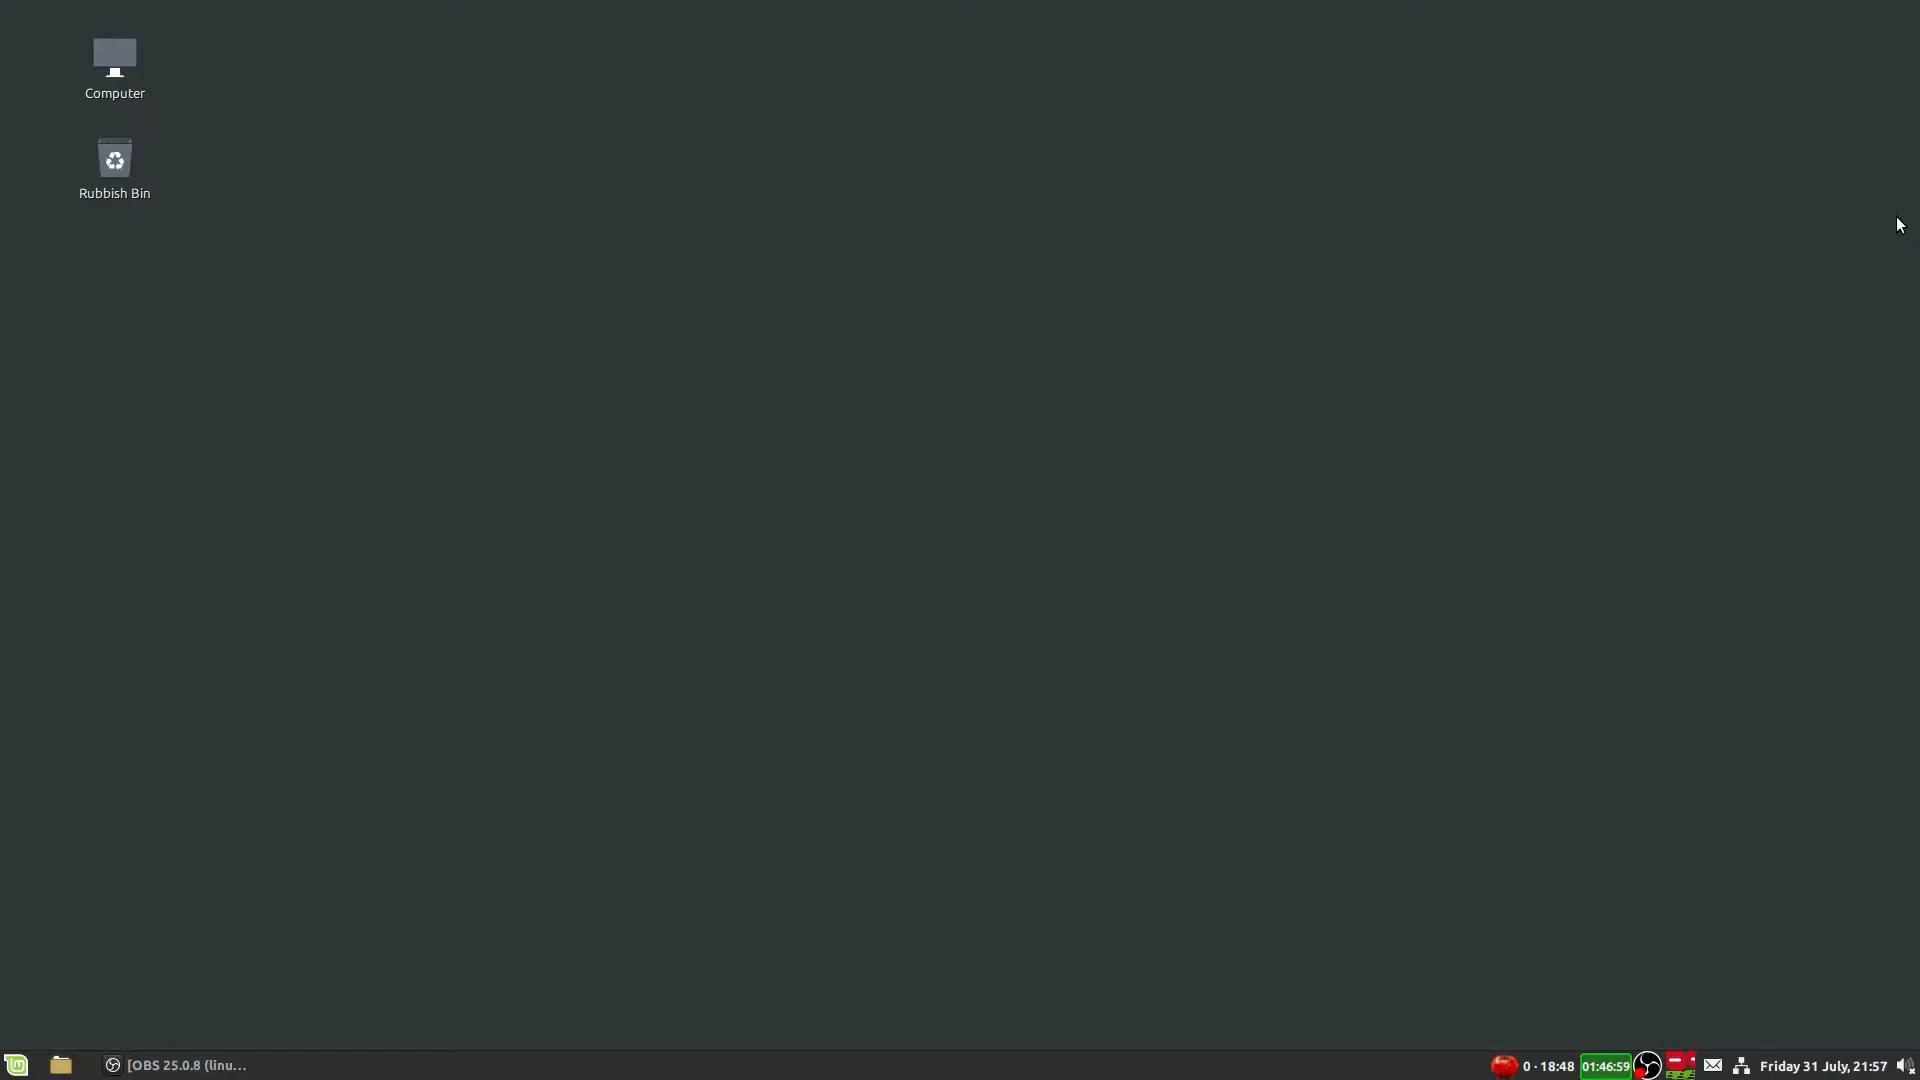 Computer
Rubbish Bin
[OBS 25.0.8 (linu...
0 · 18:48
01:46:59
Friday 31 July, 21:57